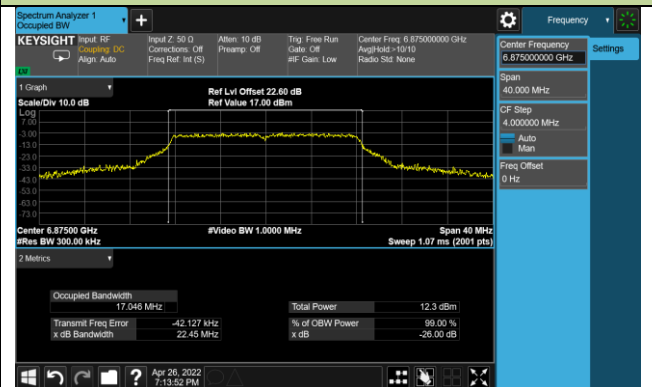 Spectrum Analyzer 1
Occupied BW
Frequency
KEYSIGHT
Input: RF
Coupling: DC
Align: Auto
Input Z: 50 Ω
Corrections: Off
Freq Ref: Int (S)
Atten: 10 dB
Preamp: Off
Trig: Free Run
Gate: Off
#IF Gain: Low
Center Freq: 6.875000000 GHz
Avg|Hold:>10/10
Radio Std: None
Center Frequency
6.875000000 GHz
Settings
Span
40.000 MHz
CF Step
4.000000 MHz
Auto
Man
Freq Offset
0 Hz
1 Graph
Scale/Div 10.0 dB
Ref Lvl Offset 22.60 dB
Ref Value 17.00 dBm
Log
7.00
-3.00
-13.0
-23.0
-33.0
-43.0
-53.0
-63.0
-73.0
Center 6.87500 GHz
#Res BW 300.00 kHz
#Video BW 1.0000 MHz
Span 40 MHz
Sweep 1.07 ms (2001 pts)
2 Metrics
Occupied Bandwidth
17.046 MHz
Total Power 12.3 dBm
Transmit Freq Error -42.127 kHz
% of OBW Power 99.00 %
x dB Bandwidth 22.45 MHz
x dB -26.00 dB
?
Apr 26, 2022
7:13:52 PM